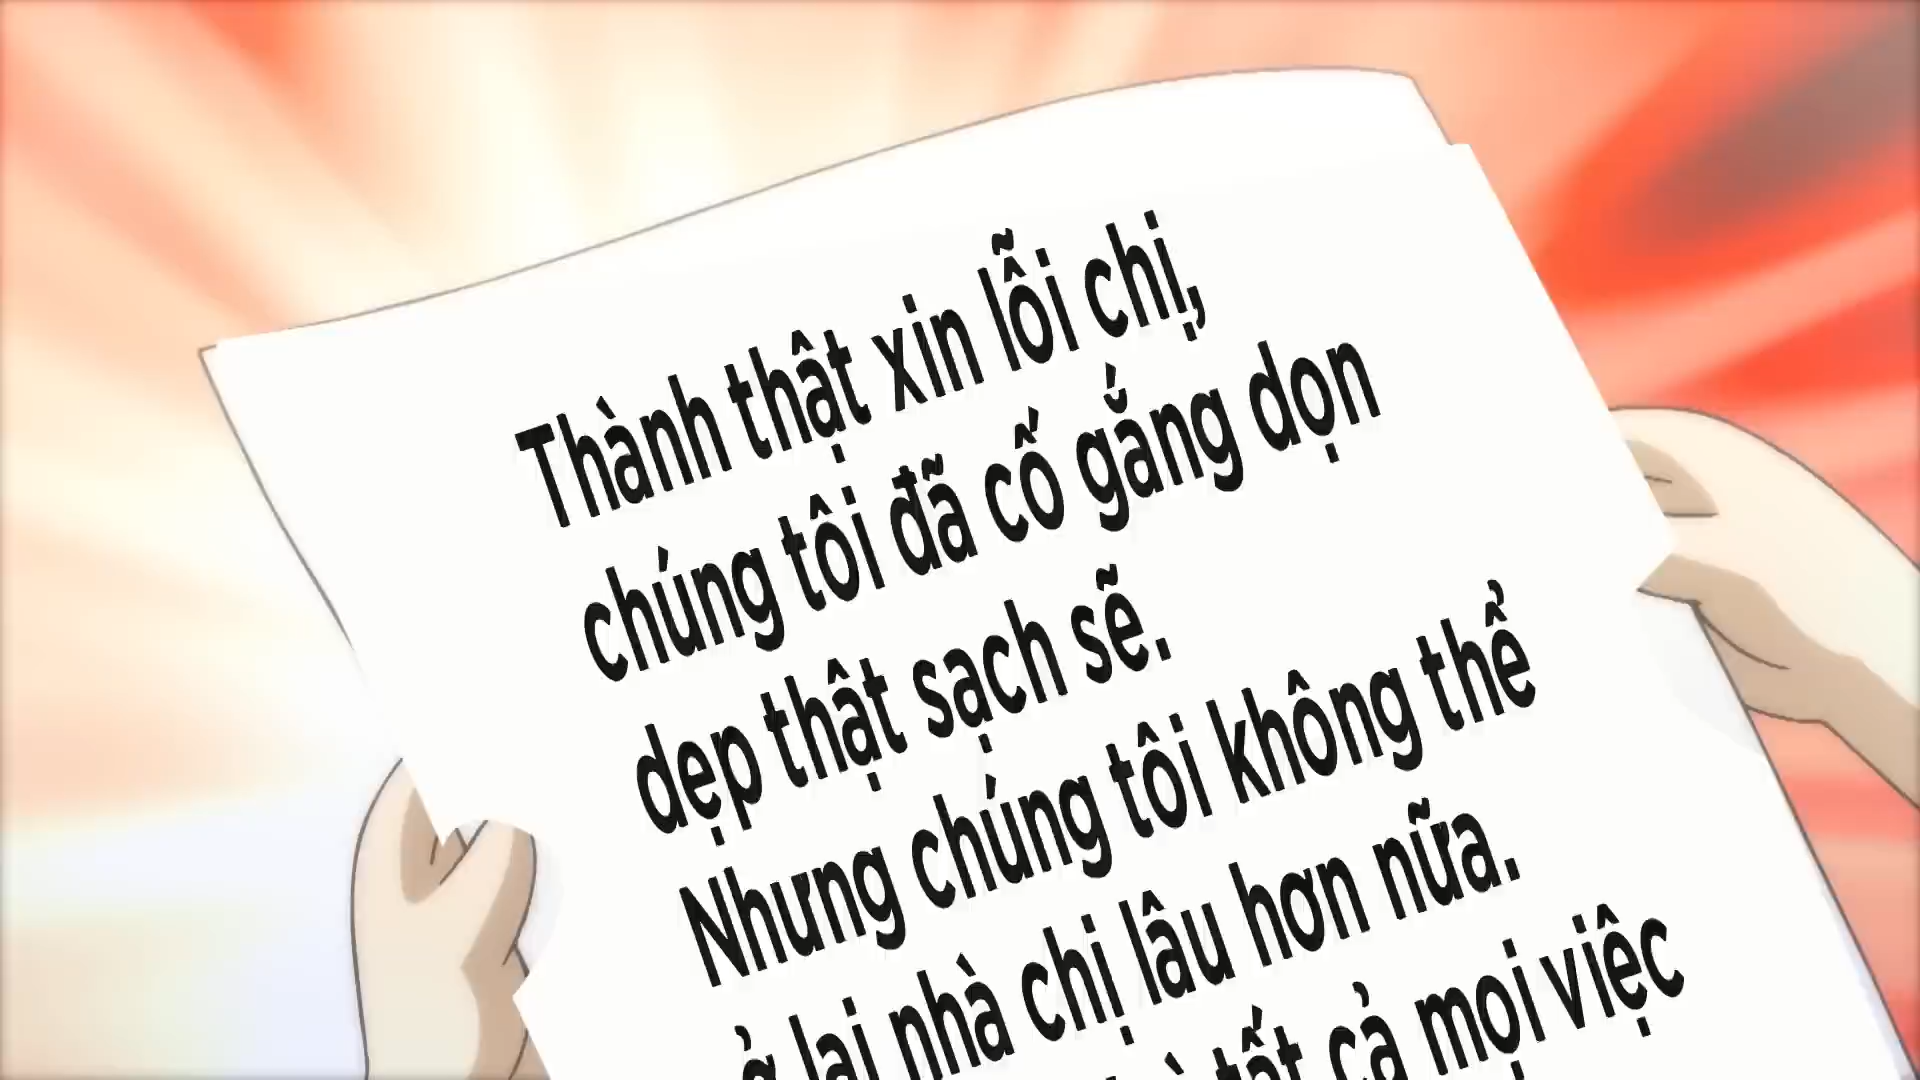 Thành thật xin lỗi chị,
chúng tôi đã cố gắng dọn
dẹp thật sạch sẽ.
Nhưng chúng tôi không thể
ở lại nhà chị lâu hơn nữa.
tất cả mọi việc